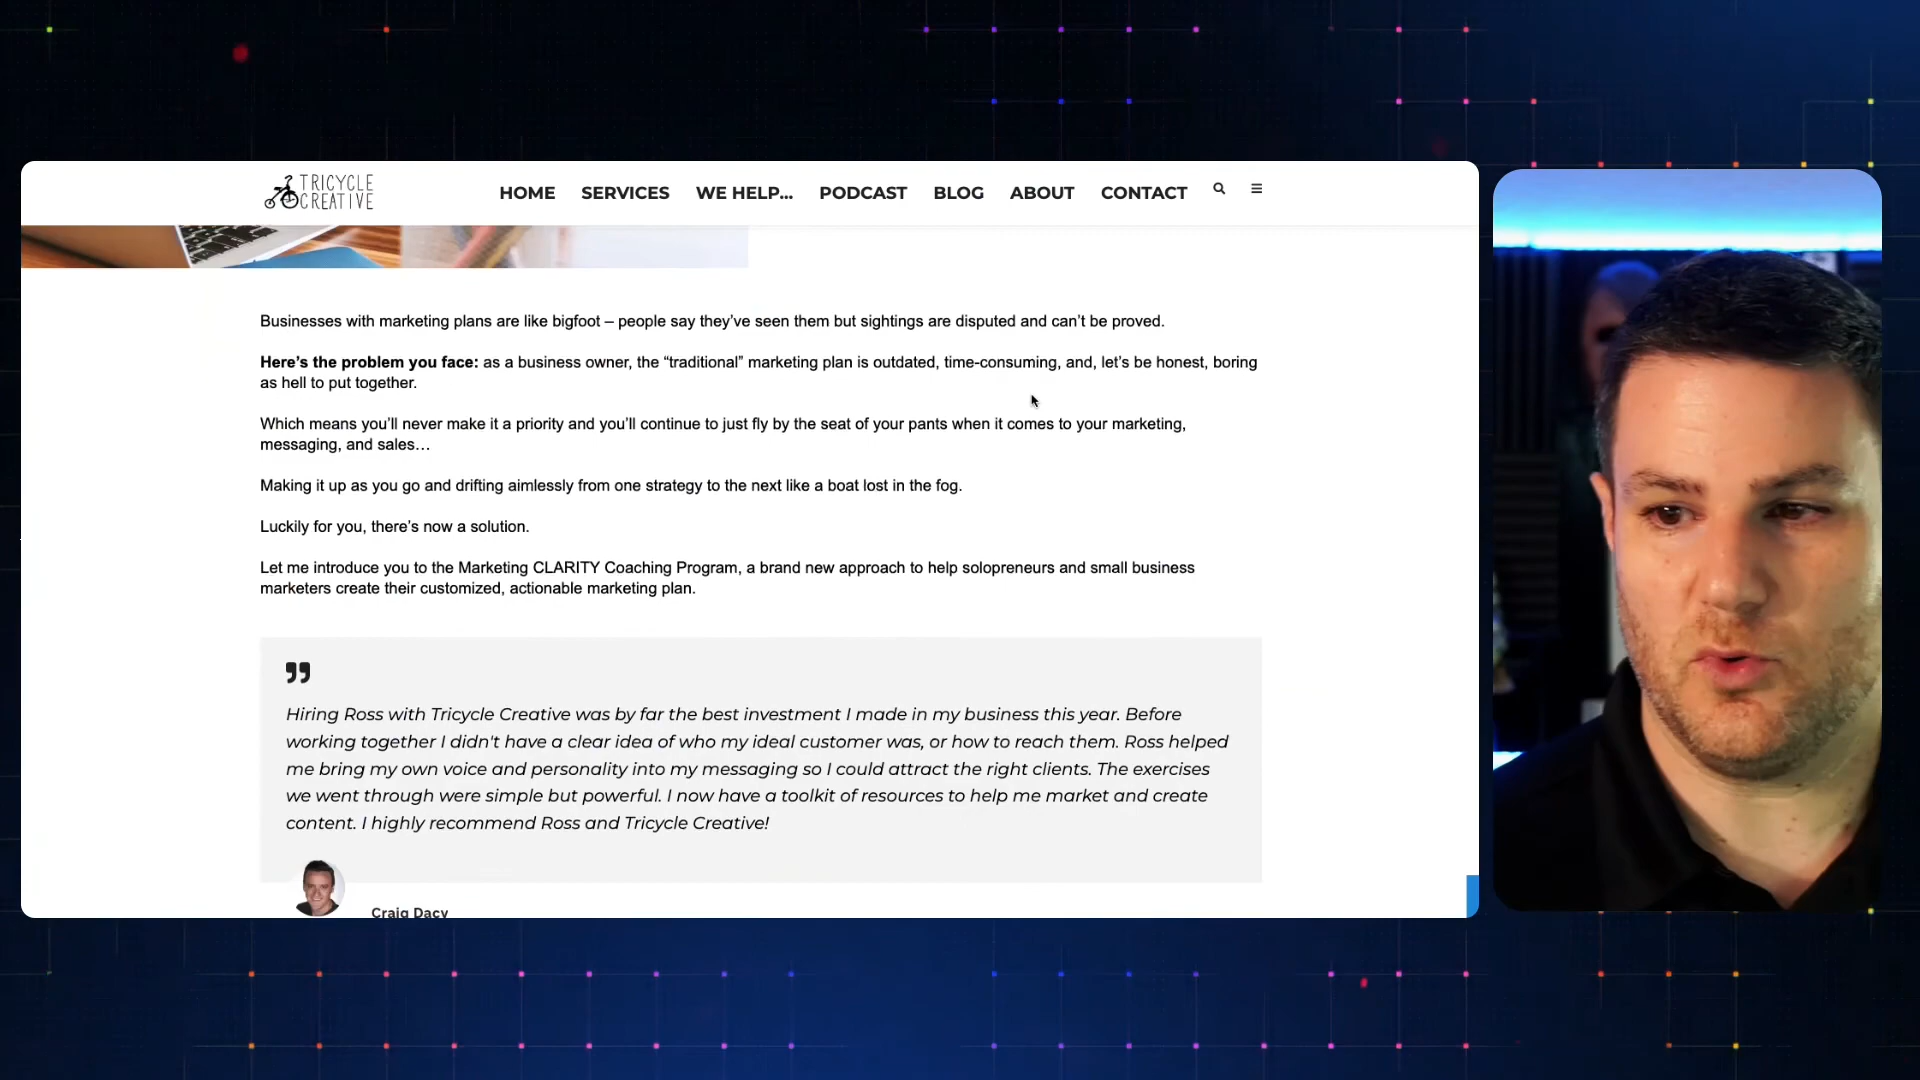 TRICYCLE
CREATIVE
HOME SERVICES WE HELP... PODCAST BLOG ABOUT CONTACT
Businesses with marketing plans are like bigfoot – people say they’ve seen them but sightings are disputed and can’t be proved.
Here’s the problem you face: as a business owner, the “traditional” marketing plan is outdated, time-consuming, and, let’s be honest, boring
as hell to put together.
Which means you’ll never make it a priority and you’ll continue to just fly by the seat of your pants when it comes to your marketing,
messaging, and sales…
Making it up as you go and drifting aimlessly from one strategy to the next like a boat lost in the fog.
Luckily for you, there’s now a solution.
Let me introduce you to the Marketing CLARITY Coaching Program, a brand new approach to help solopreneurs and small business
marketers create their customized, actionable marketing plan.
”
Hiring Ross with Tricycle Creative was by far the best investment I made in my business this year. Before
working together I didn't have a clear idea of who my ideal customer was, or how to reach them. Ross helped
me bring my own voice and personality into my messaging so I could attract the right clients. The exercises
we went through were simple but powerful. I now have a toolkit of resources to help me market and create
content. I highly recommend Ross and Tricycle Creative!
Craig Dacy